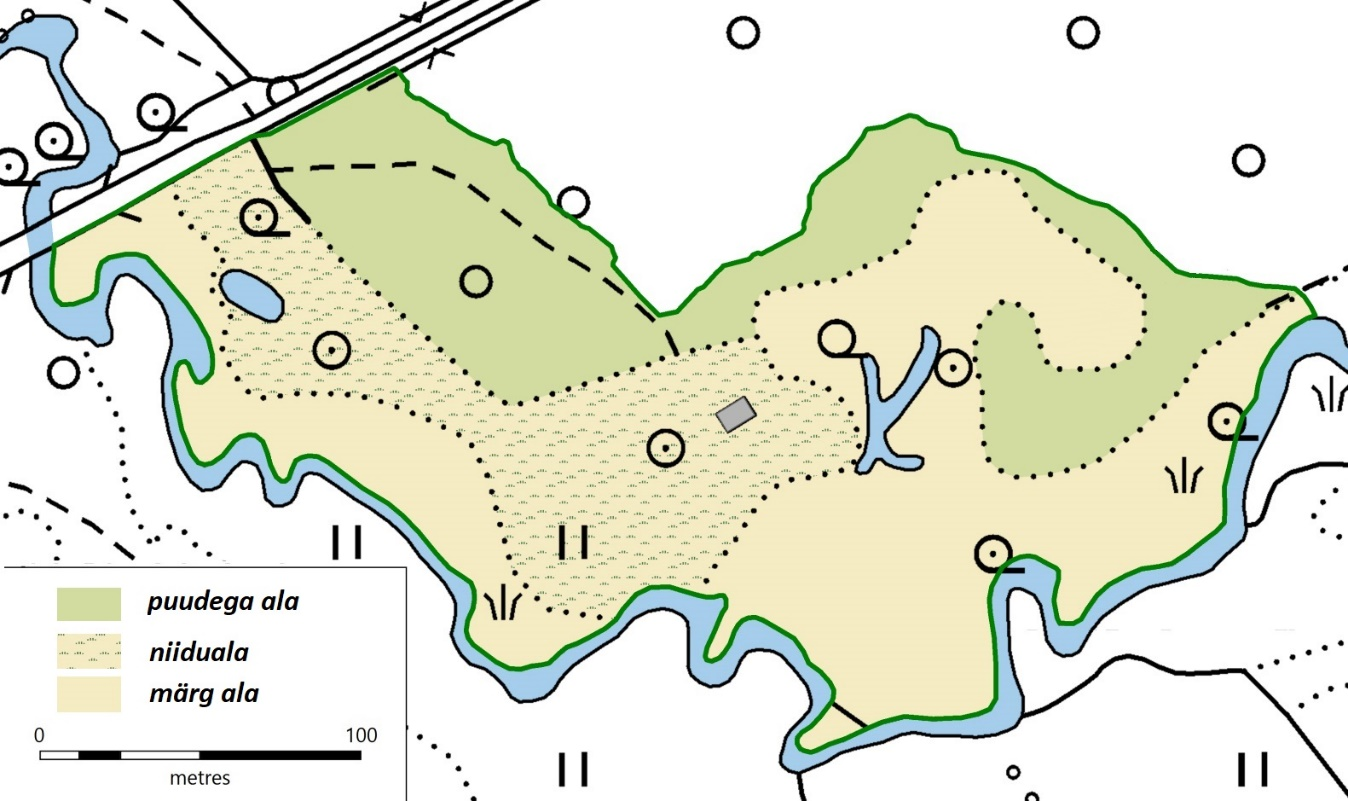 puudega ala
niiduala
märg ala
0 100
metres